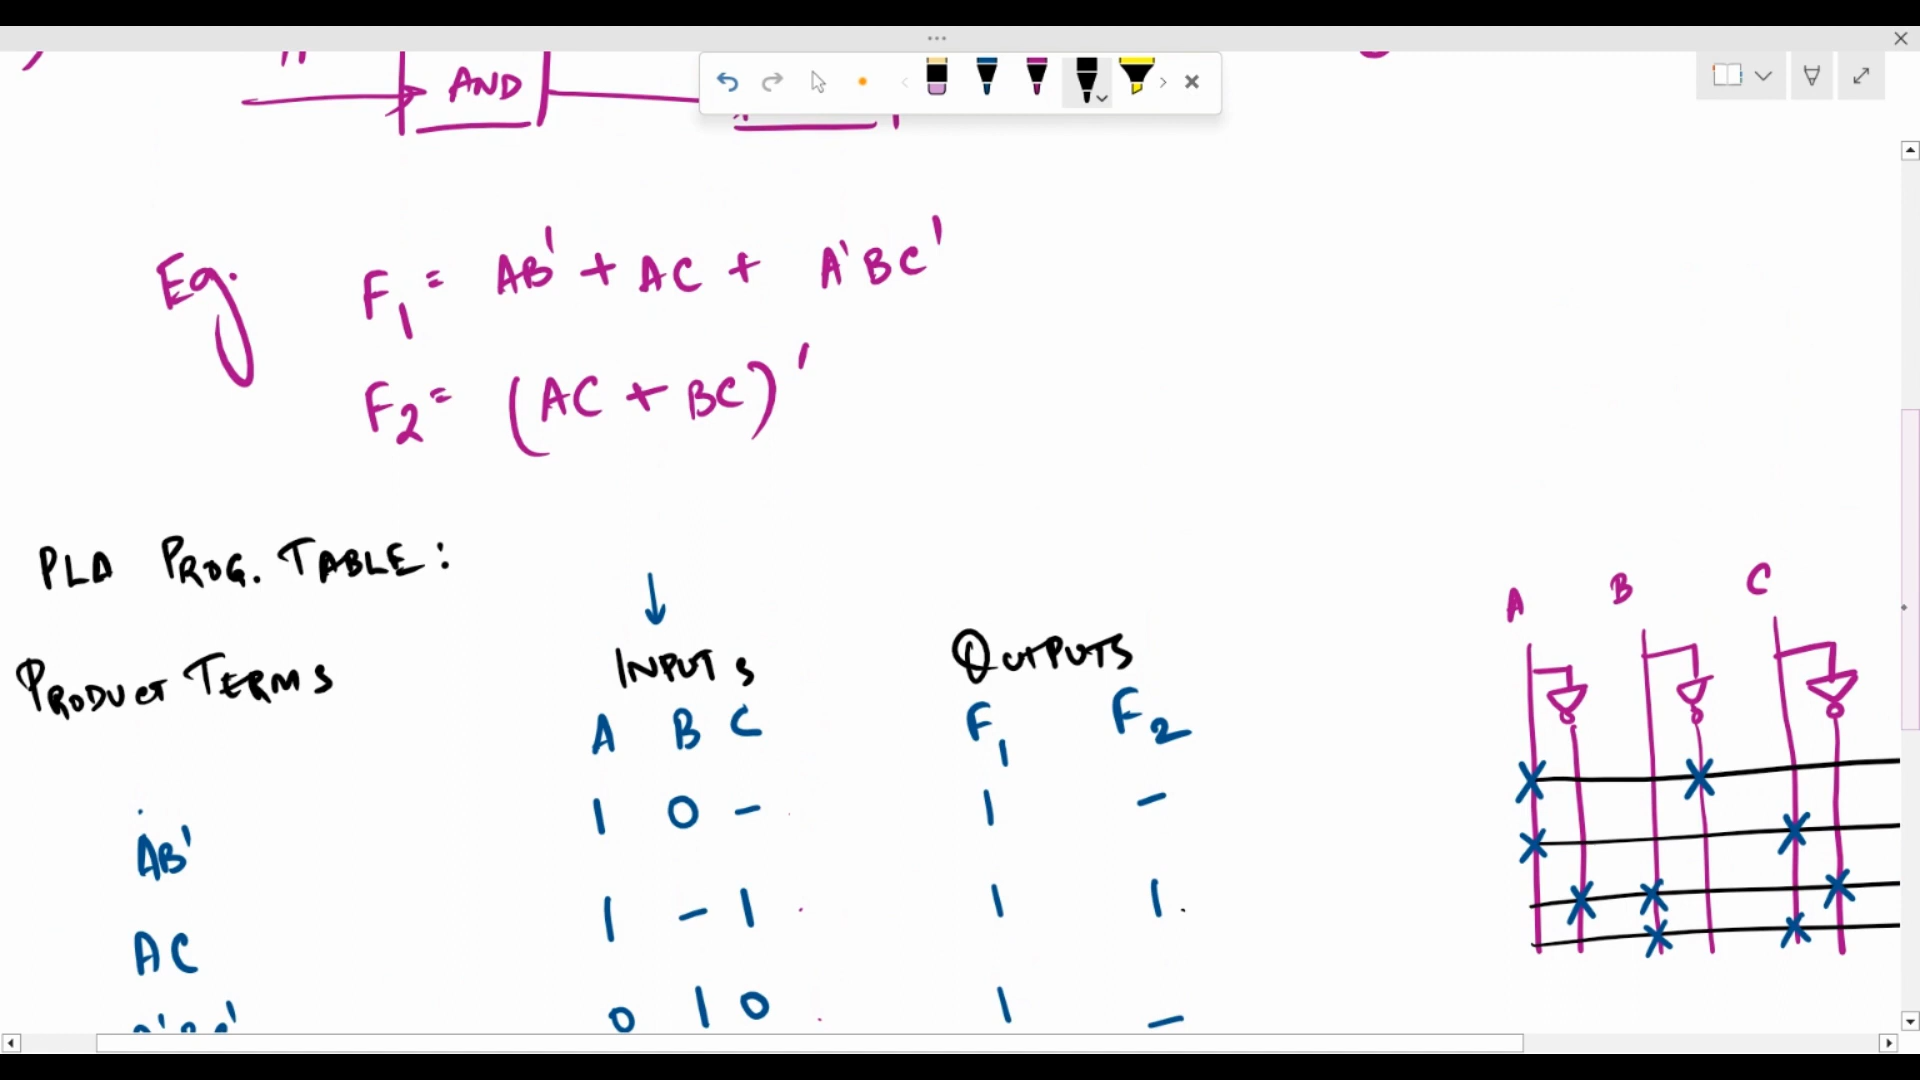 AND
Eg. F₁ = AB' + AC + A'BC'
F₂ = (AC + BC)'
PLA PROG. TABLE:
PRODUCT TERMS INPUTS OUTPUTS
A B C F₁ F₂
AB' 1 0 - 1 -
AC 1 - 1 1 1
A'BC' 0 1 0 1 -
A B C